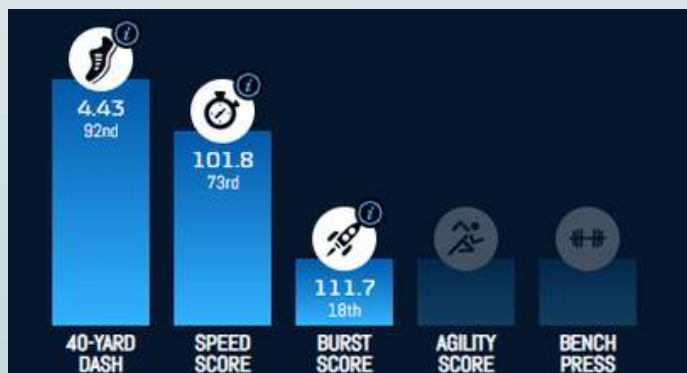 4.43
92nd
101.8
73rd
111.7
18th
40-YARD
DASH
SPEED
SCORE
BURST
SCORE
AGILITY
SCORE
BENCH
PRESS
i
i
i